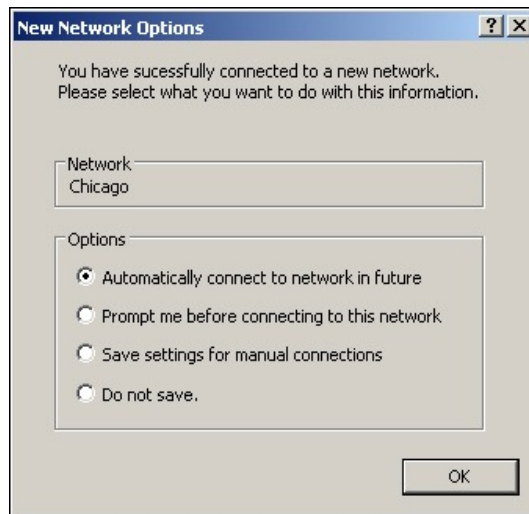 New Network Options
You have sucessfully connected to a new network.
Please select what you want to do with this information.
Network
Chicago
Options
Automatically connect to network in future
Prompt me before connecting to this network
Save settings for manual connections
Do not save.
OK